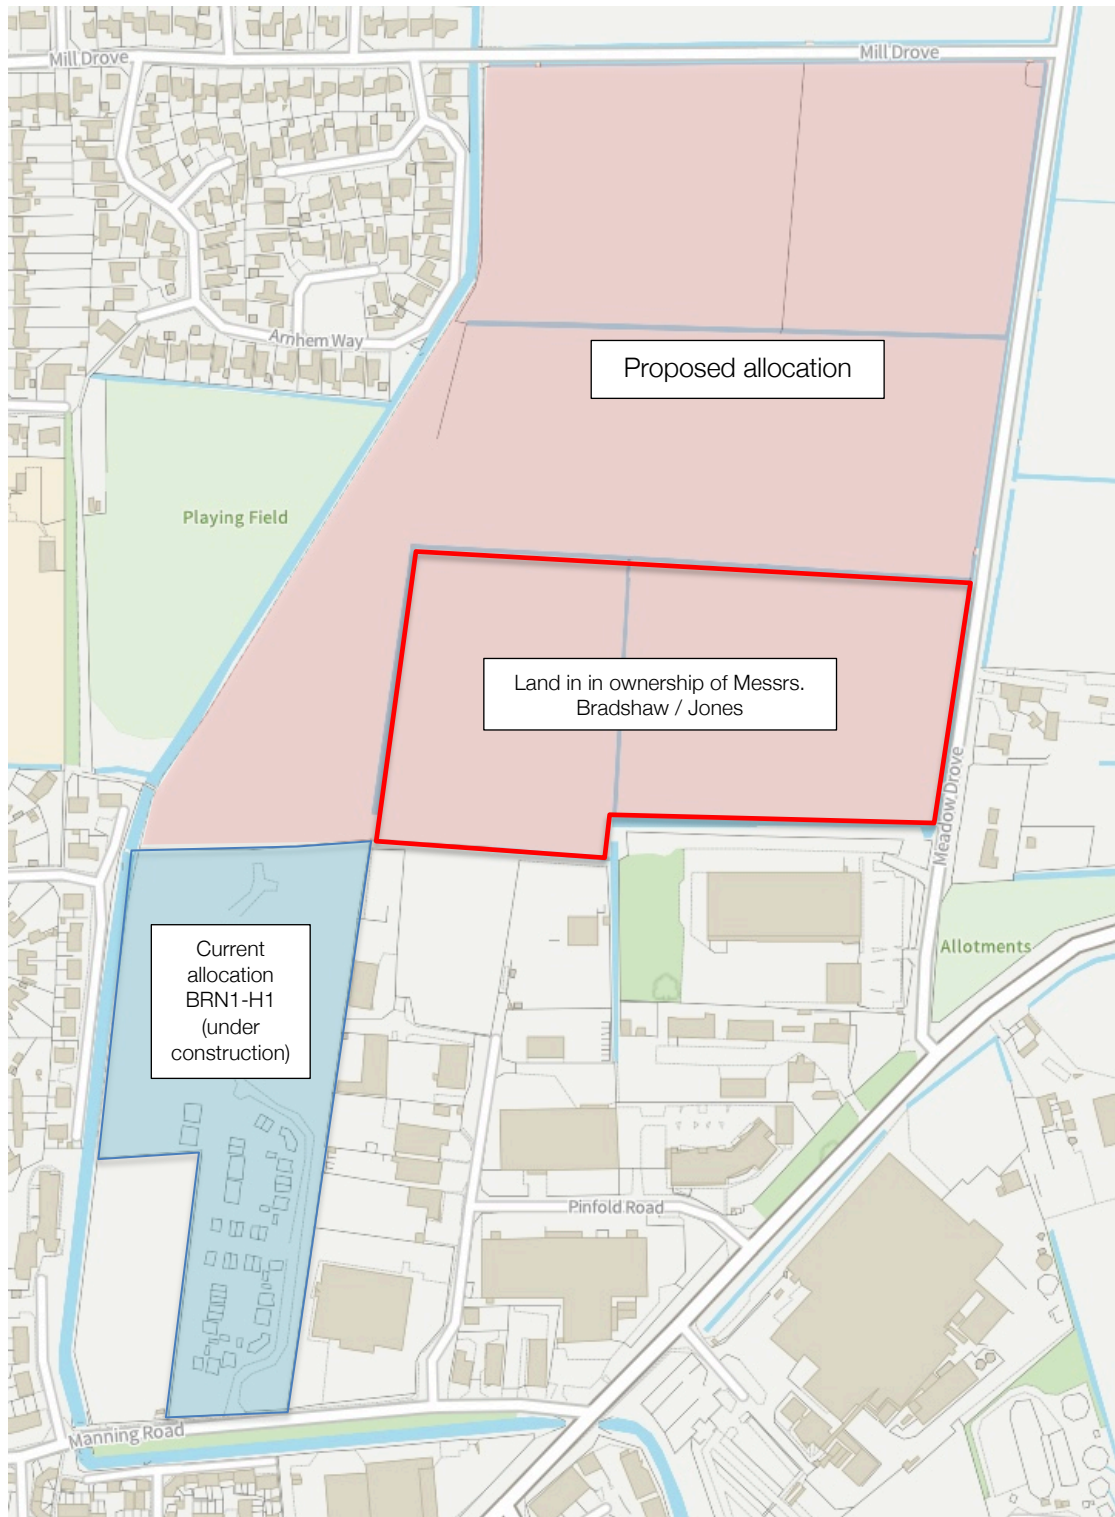 Mill Drove
Mill Drove
Arnhem Way
Proposed allocation
Playing Field
Land in in ownership of Messrs.
Bradshaw / Jones
Meadow Drove
Current
allocation
BRN1-H1
(under
construction)
Allotments
Pinfold Road
Manning Road